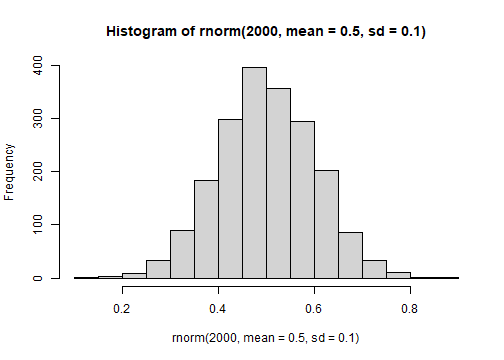 Histogram of rnorm(2000, mean = 0.5, sd = 0.1)
400
300
200
100
0
Frequency
0.2 0.4 0.6 0.8
rnorm(2000, mean = 0.5, sd = 0.1)